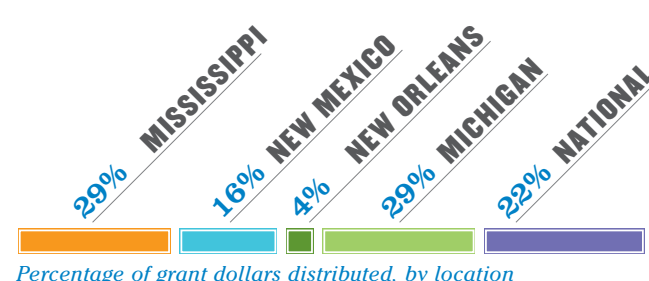 29% MISSISSIPPI
16% NEW MEXICO
4% NEW ORLEANS
29% MICHIGAN
22% NATIONAL
Percentage of grant dollars distributed, by location